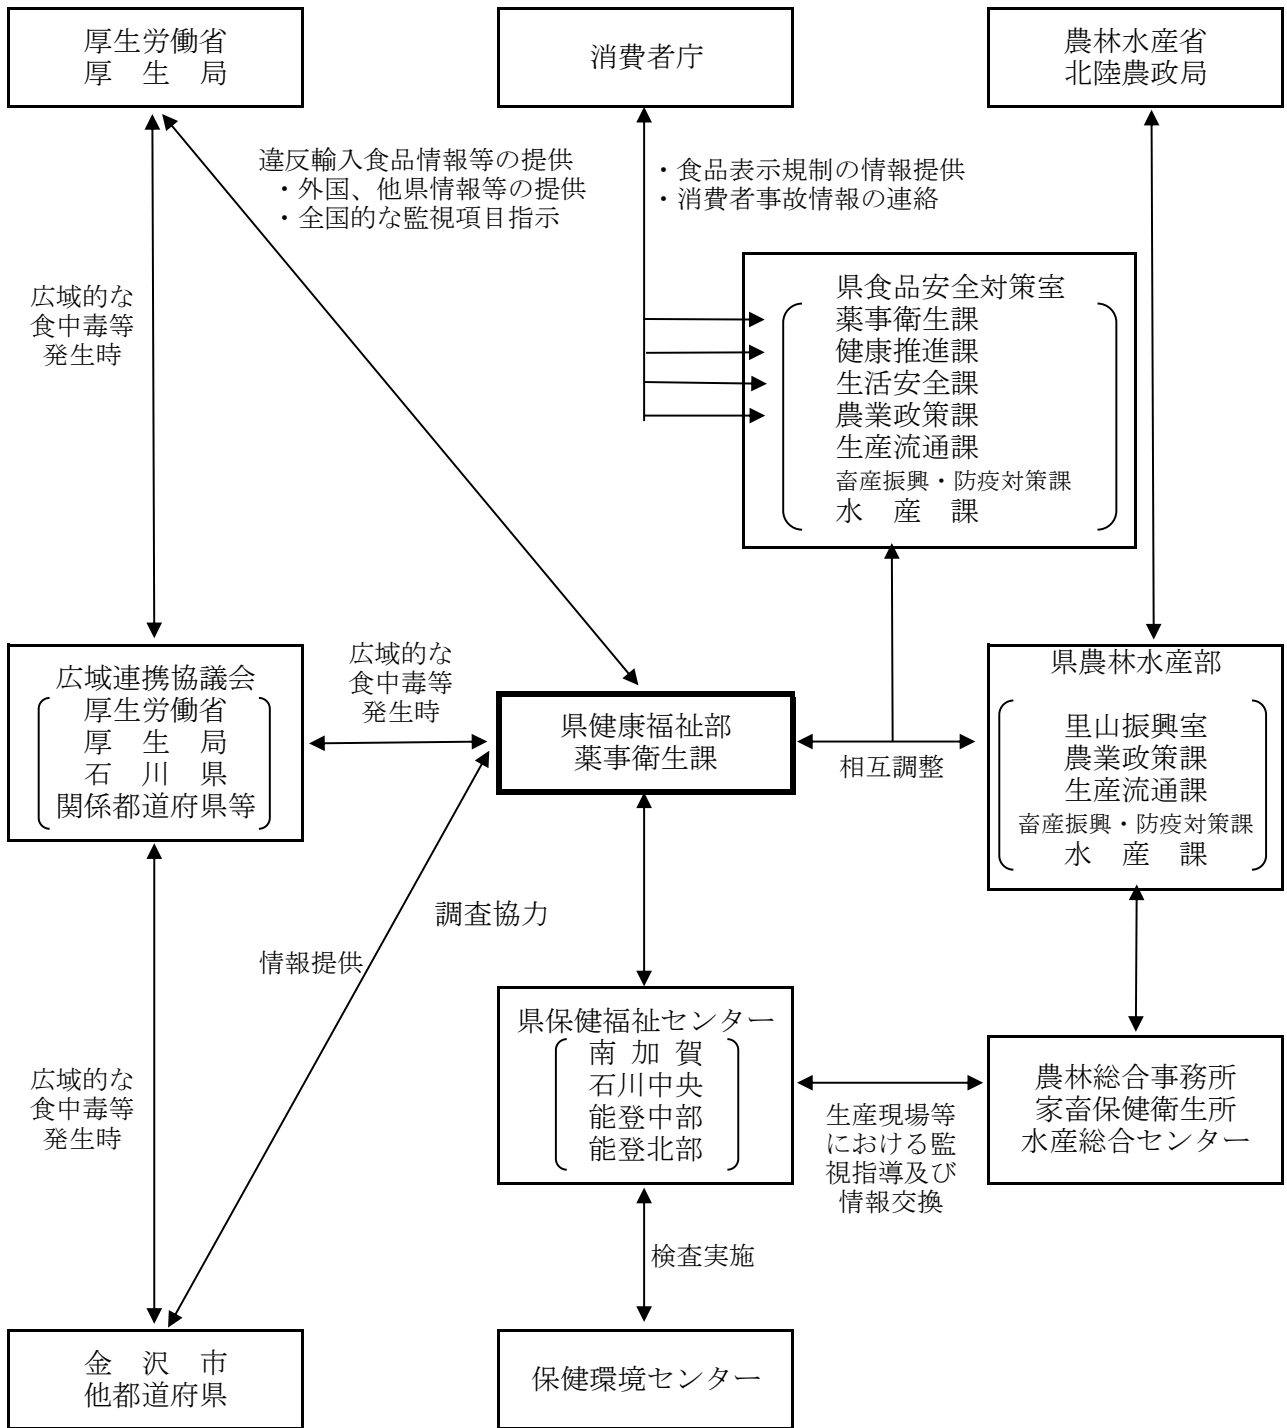 厚生労働省
厚　生　局
消費者庁
農林水産省
北陸農政局
違反輸入食品情報等の提供
・外国、他県情報等の提供
・全国的な監視項目指示
・食品表示規制の情報提供
・消費者事故情報の連絡
広域的な
食中毒等
発生時
県食品安全対策室
薬事衛生課
健康推進課
生活安全課
農業政策課
生産流通課
畜産振興・防疫対策課
水　産　課
広域連携協議会
厚生労働省
厚　生　局
石　川　県
関係都道府県等
広域的な
食中毒等
発生時
県健康福祉部
薬事衛生課
相互調整
県農林水産部
里山振興室
農業政策課
生産流通課
畜産振興・防疫対策課
水　産　課
調査協力
情報提供
広域的な
食中毒等
発生時
県保健福祉センター
南 加 賀
石川中央
能登中部
能登北部
生産現場等
における監
視指導及び
情報交換
農林総合事務所
家畜保健衛生所
水産総合センター
検査実施
金　沢　市
他都道府県
保健環境センター